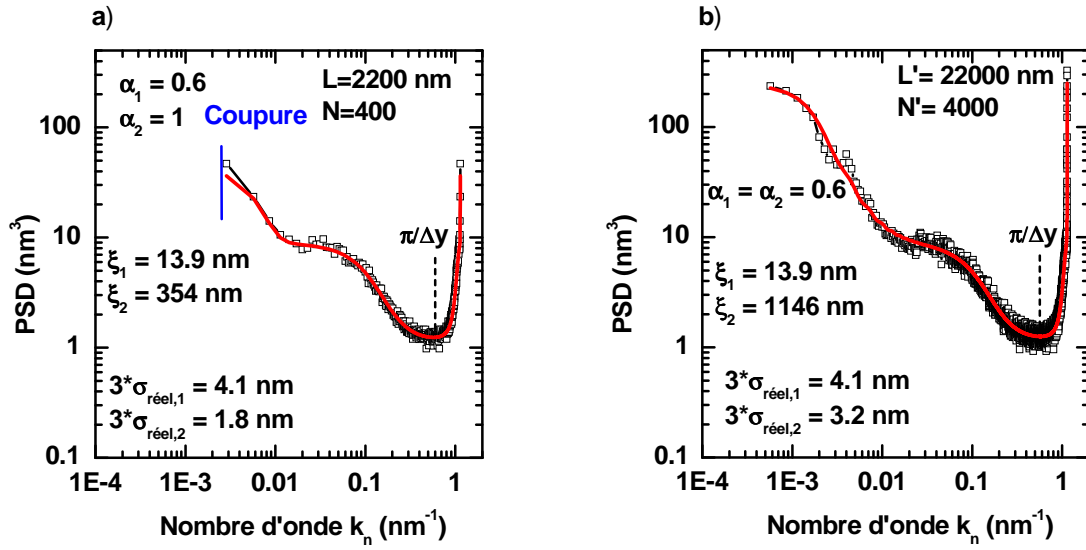 a)
α₁ = 0.6
α₂ = 1
L=2200 nm
N=400
Coupure
π/Δy
ξ₁ = 13.9 nm
ξ₂ = 354 nm
3*σréel,1 = 4.1 nm
3*σréel,2 = 1.8 nm
PSD (nm³)
100
10
1
0.1
1E-4 1E-3 0.01 0.1 1
Nombre d'onde kₙ (nm⁻¹)
b)
L'= 22000 nm
N'= 4000
α₁ = α₂ = 0.6
π/Δy
ξ₁ = 13.9 nm
ξ₂ = 1146 nm
3*σréel,1 = 4.1 nm
3*σréel,2 = 3.2 nm
PSD (nm³)
100
10
1
0.1
1E-4 1E-3 0.01 0.1 1
Nombre d'onde kₙ (nm⁻¹)